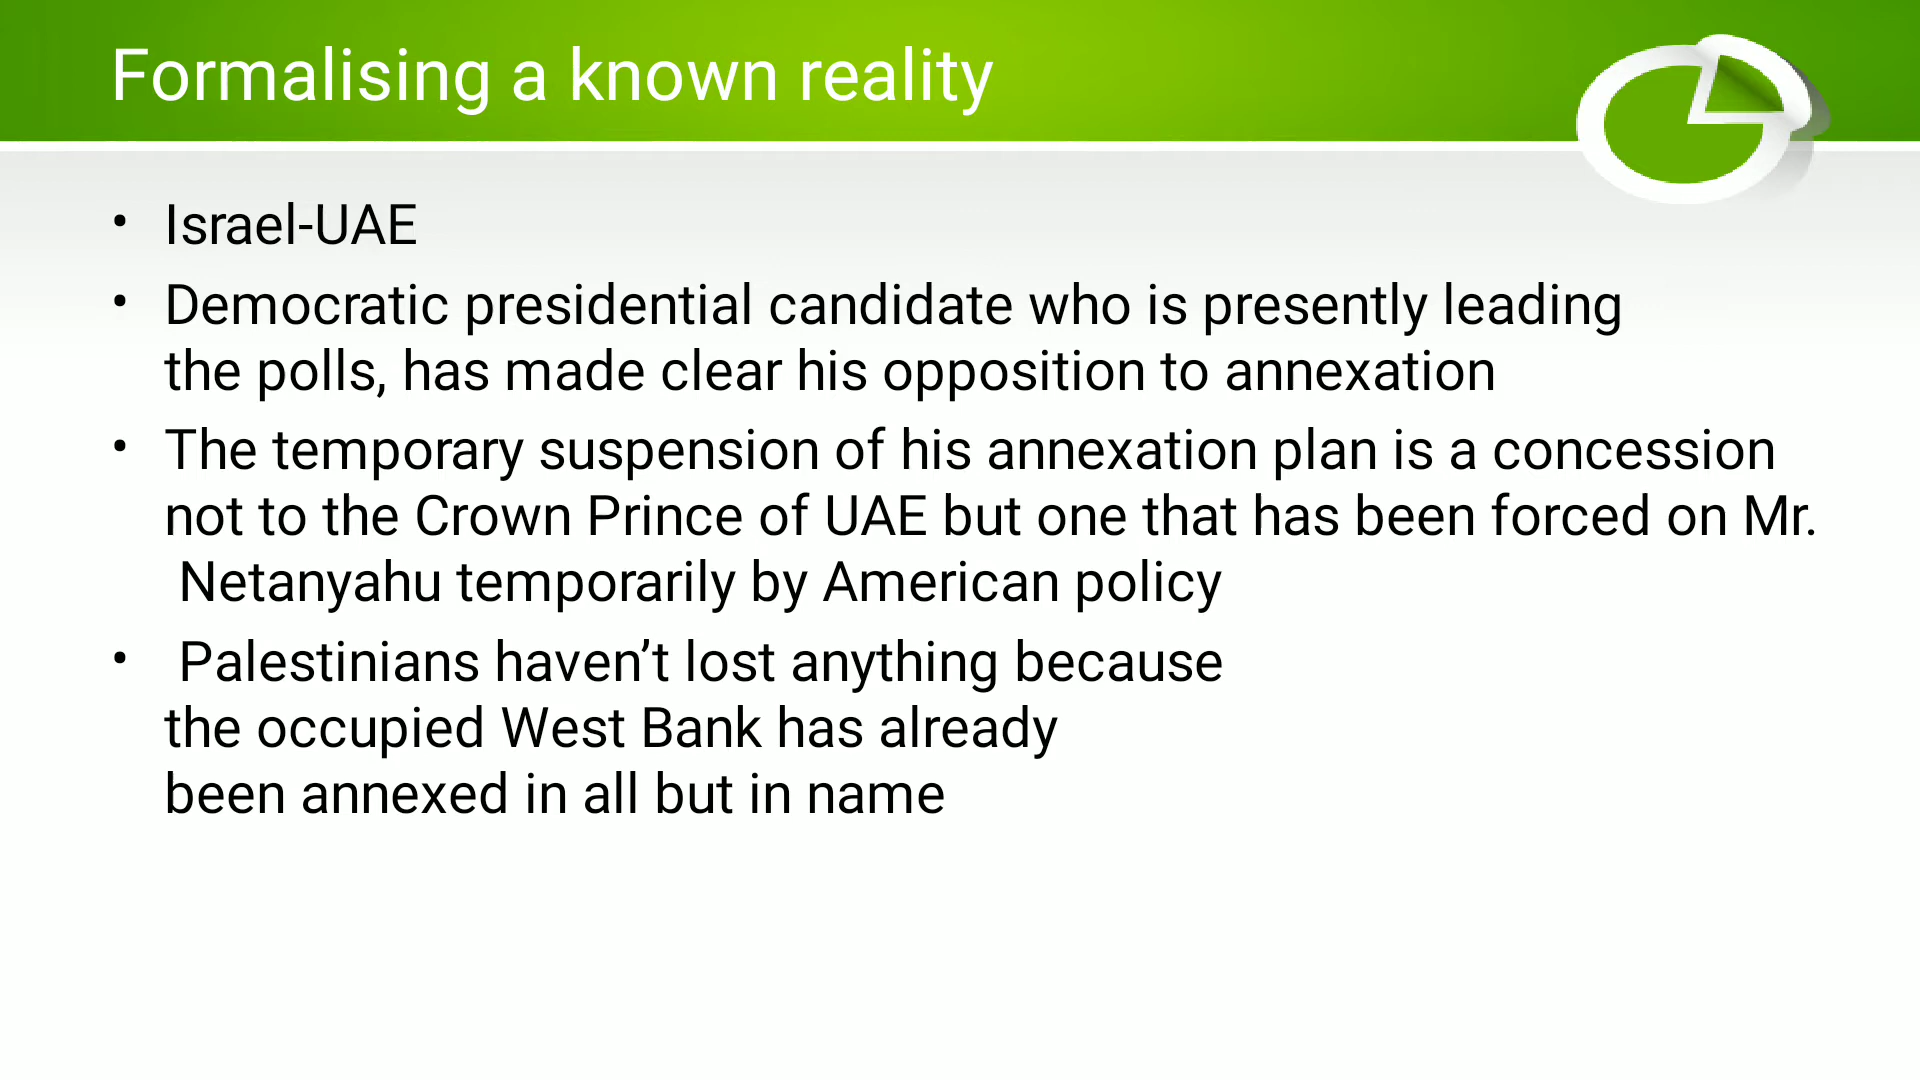 Formalising a known reality
• Israel-UAE
• Democratic presidential candidate who is presently leading
the polls, has made clear his opposition to annexation
• The temporary suspension of his annexation plan is a concession
not to the Crown Prince of UAE but one that has been forced on Mr.
Netanyahu temporarily by American policy
• Palestinians haven’t lost anything because
the occupied West Bank has already
been annexed in all but in name